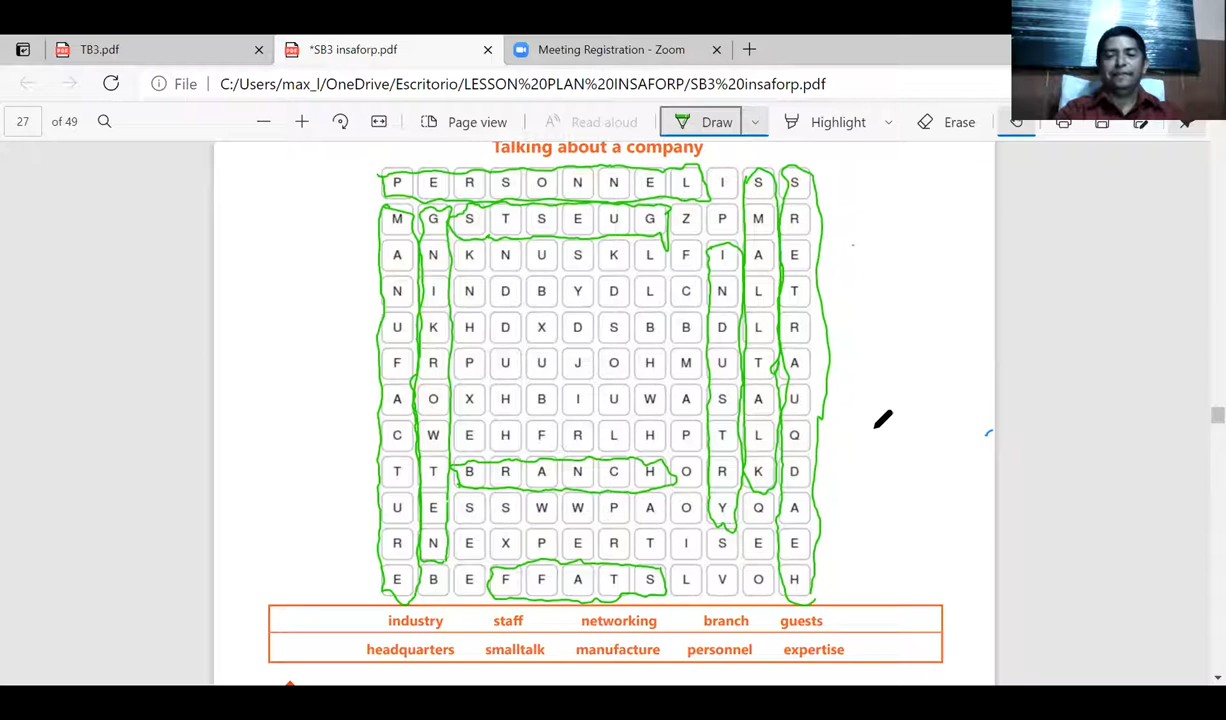 TB3.pdf
*SB3 insaforp.pdf
Meeting Registration - Zoom
File C:/Users/max_l/OneDrive/Escritorio/LESSON%20PLAN%20INSAFORP/SB3%20insaforp.pdf
27 of 49 Page view Read aloud Draw Highlight Erase
Talking about a company
P E R S O N N E L I S S
M G S T S E U G Z P M R
A N K N U S K L F I A E
N I N D B Y D L C N L T
U K H D X D S B B D L R
F R P U U J O H M U T A
A O X H B I U W A S A U
C W E H F R L H P T L Q
T T B R A N C H O R K D
U E S S W W P A O Y Q A
R N E X P E R T I S E E
E B E F F A T S L V O H
industry staff networking branch guests
headquarters smalltalk manufacture personnel expertise